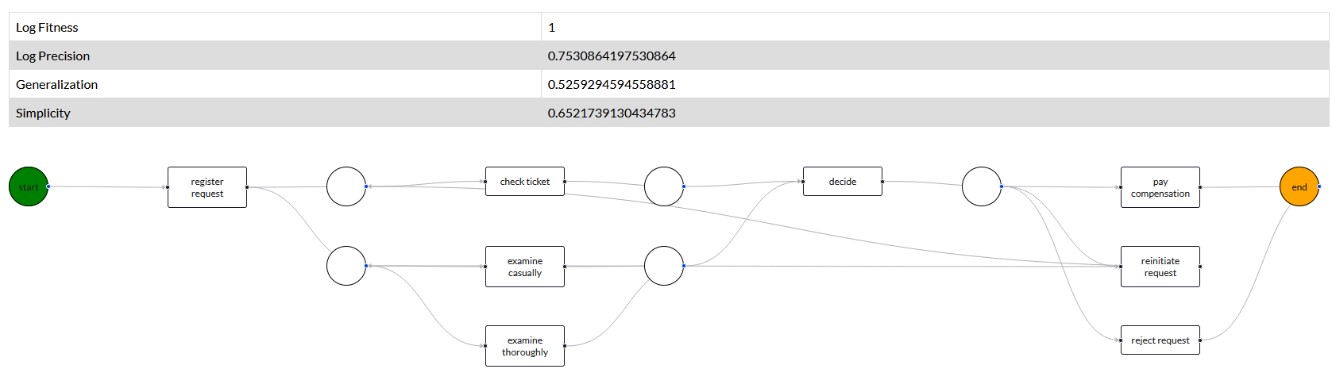 Log Fitness 1
Log Precision 0.7530864197530864
Generalization 0.5259294594558881
Simplicity 0.6521739130434783
start
register
request
check ticket
decide
pay
compensation
end
examine
casually
reinitiate
request
examine
thoroughly
reject request